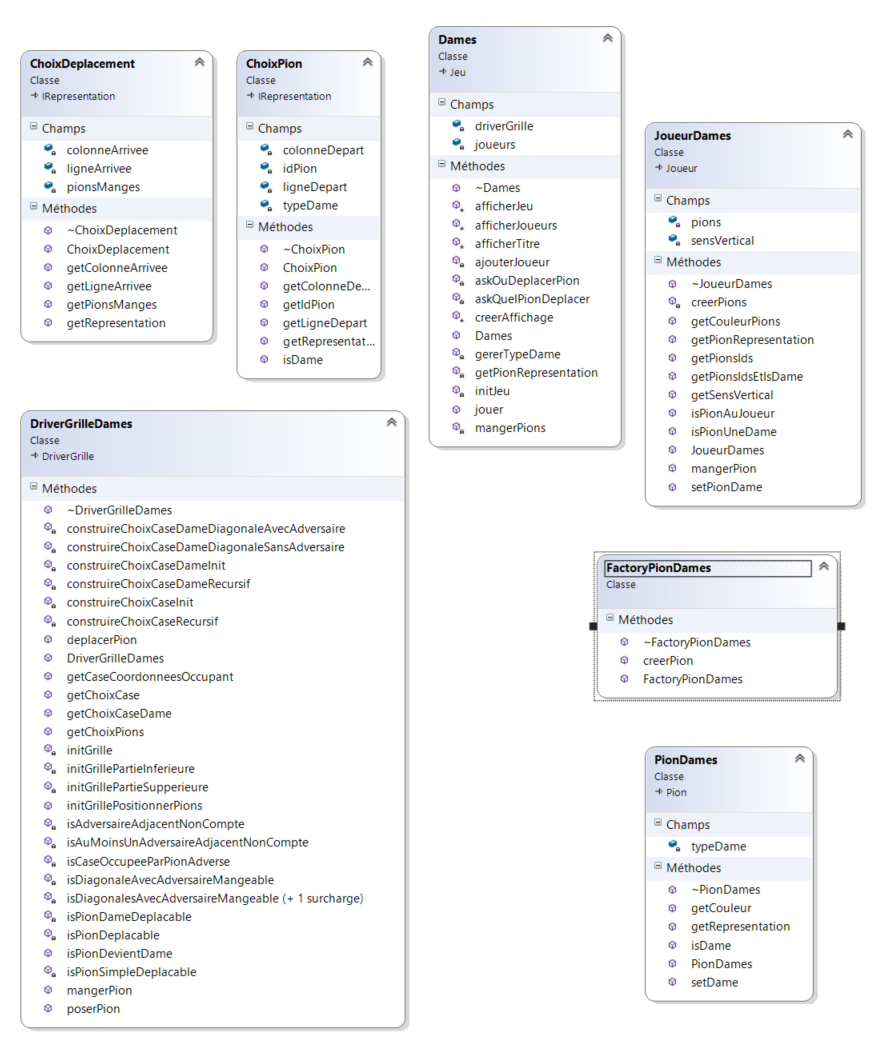 ChoixDeplacement
Classe
IRepresentation
Champs
colonneArrivee
ligneArrivee
pionsManges
Méthodes
~ChoixDeplacement
ChoixDeplacement
getColonneArrivee
getLigneArrivee
getPionsManges
getRepresentation
ChoixPion
Classe
IRepresentation
Champs
colonneDepart
idPion
ligneDepart
typeDame
Méthodes
~ChoixPion
ChoixPion
getColonneDe...
getIdPion
getLigneDepart
getRepresentat...
isDame
Dames
Classe
Jeu
Champs
driverGrille
joueurs
Méthodes
~Dames
afficherJeu
afficherJoueurs
afficherTitre
ajouterJoueur
askOuDeplacerPion
askQuelPionDeplacer
creerAffichage
Dames
gererTypeDame
getPionRepresentation
initJeu
jouer
mangerPions
JoueurDames
Classe
Joueur
Champs
pions
sensVertical
Méthodes
~JoueurDames
creerPions
getCouleurPions
getPionRepresentation
getPionsIds
getPionsIdsEtIsDame
getSensVertical
isPionAuJoueur
isPionUneDame
JoueurDames
mangerPion
setPionDame
DriverGrilleDames
Classe
DriverGrille
Méthodes
~DriverGrilleDames
construireChoixCaseDameDiagonaleAvecAdversaire
construireChoixCaseDameDiagonaleSansAdversaire
construireChoixCaseDameInit
construireChoixCaseDameRecursif
construireChoixCaseInit
construireChoixCaseRecursif
deplacerPion
DriverGrilleDames
getCaseCoordonneesOccupant
getChoixCase
getChoixCaseDame
getChoixPions
initGrille
initGrillePartieInferieure
initGrillePartieSupperieure
initGrillePositionnerPions
isAdversaireAdjacentNonCompte
isAuMoinsUnAdversaireAdjacentNonCompte
isCaseOccupeeParPionAdverse
isDiagonaleAvecAdversaireMangeable
isDiagonalesAvecAdversaireMangeable (+ 1 surcharge)
isPionDameDeplacable
isPionDeplacable
isPionDevientDame
isPionSimpleDeplacable
mangerPion
poserPion
FactoryPionDames
Classe
Méthodes
~FactoryPionDames
creerPion
FactoryPionDames
PionDames
Classe
Pion
Champs
typeDame
Méthodes
~PionDames
getCouleur
getRepresentation
isDame
PionDames
setDame